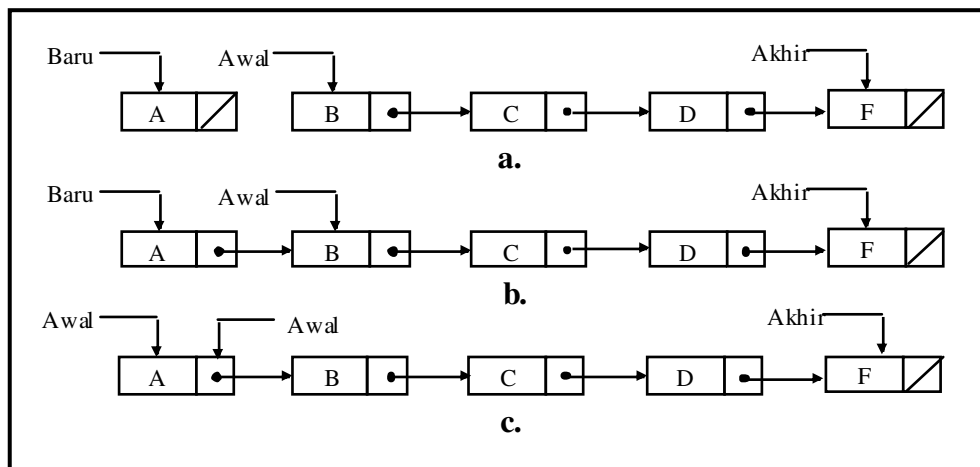 Baru Awal Akhir
A B C D F
a.
Baru Awal Akhir
A B C D F
b.
Awal Awal Akhir
A B C D F
c.